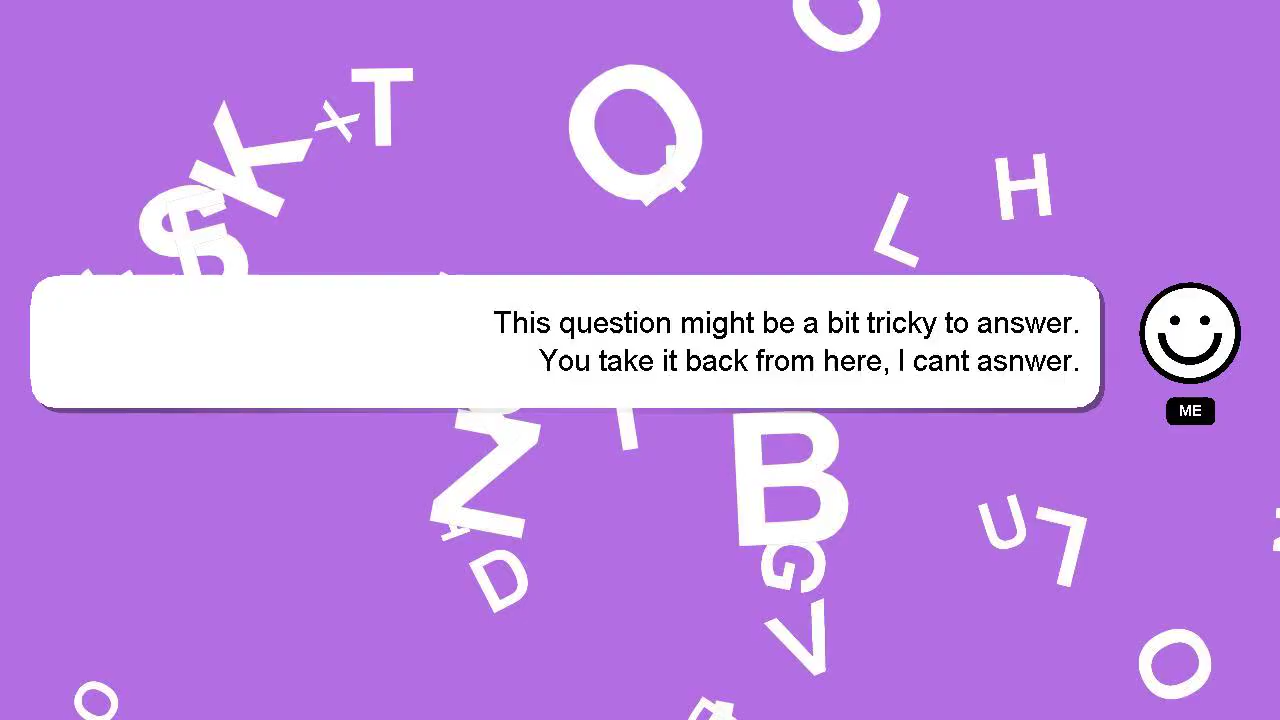 This question might be a bit tricky to answer.
You take it back from here, I cant asnwer.
ME